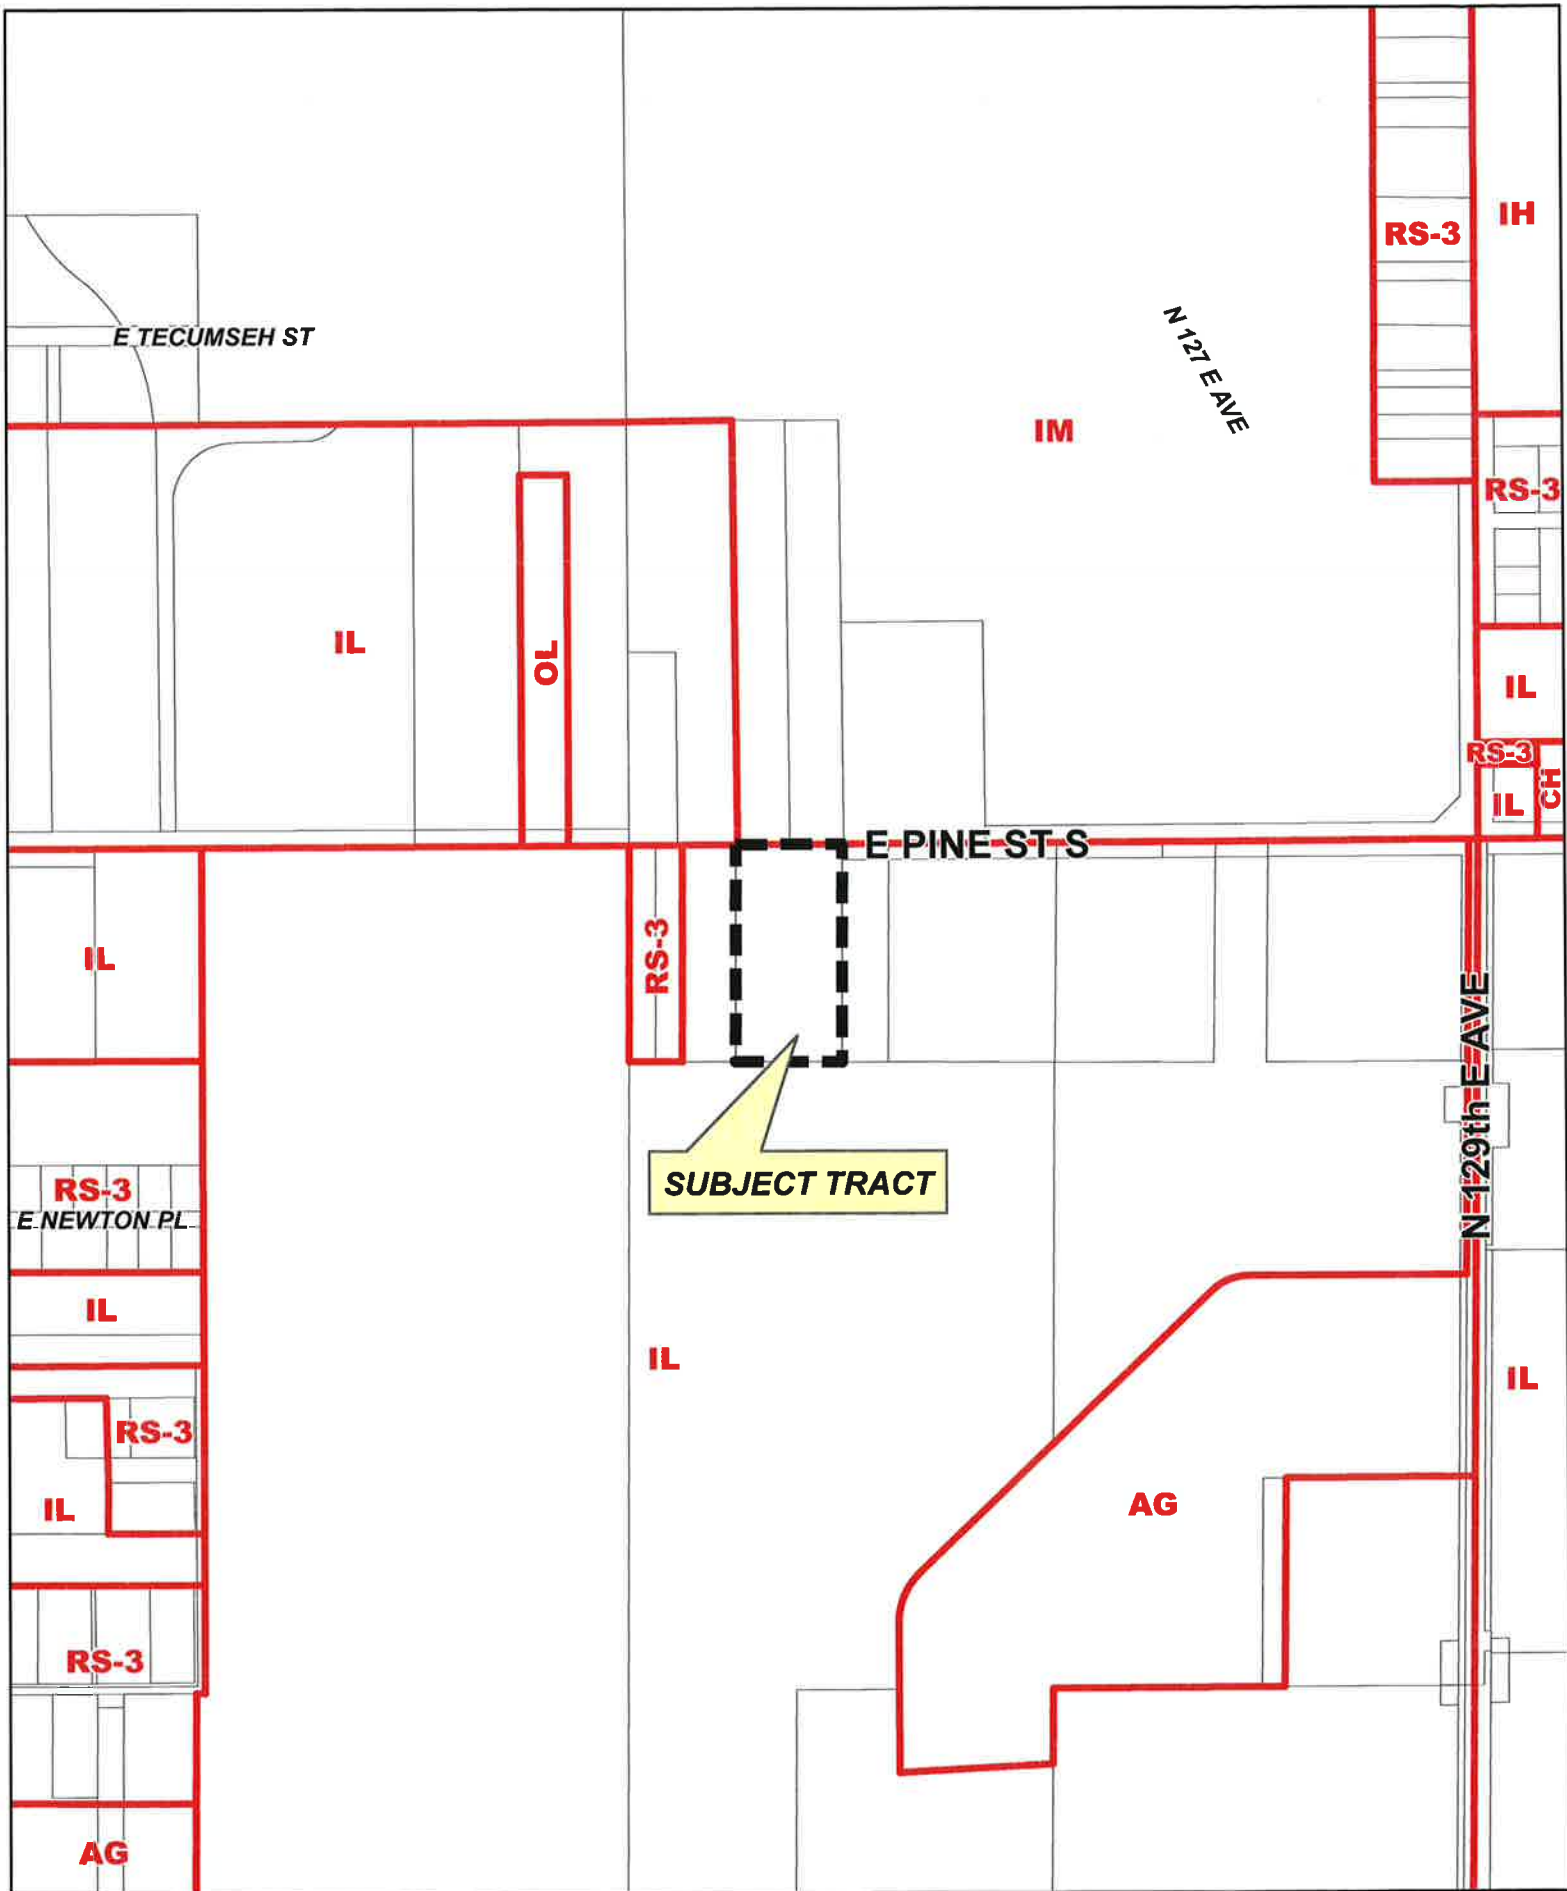 IH
RS-3
E TECUMSEH ST
N 127 E AVE
IM
RS-3
IL
OL
IL
RS-3
IL
CH
E PINE ST S
IL
RS-3
N 129th E AVE
SUBJECT TRACT
RS-3
E NEWTON PL
IL
IL
IL
RS-3
AG
IL
RS-3
AG